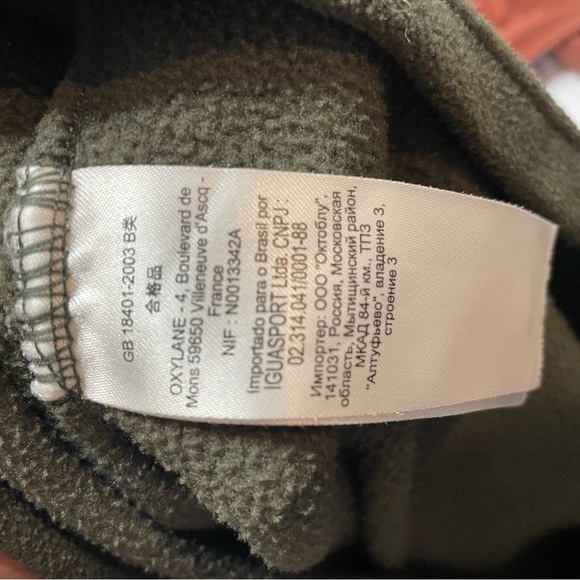 GB 18401-2003 B类
合格品
OXYLANE - 4, Boulevard de
Mons 59650 Villeneuve d'Ascq -
France
NIF : N0013342A
Importado para o Brasil por
IGUASPORT Ltda. CNPJ :
02.314.041/0001-88
Импортер: ООО "Октоблу",
141031, Россия, Московская
область, Мытищинский район,
МКАД 84-й км., ТПЗ
"Алтуфьево", владение 3,
строение 3